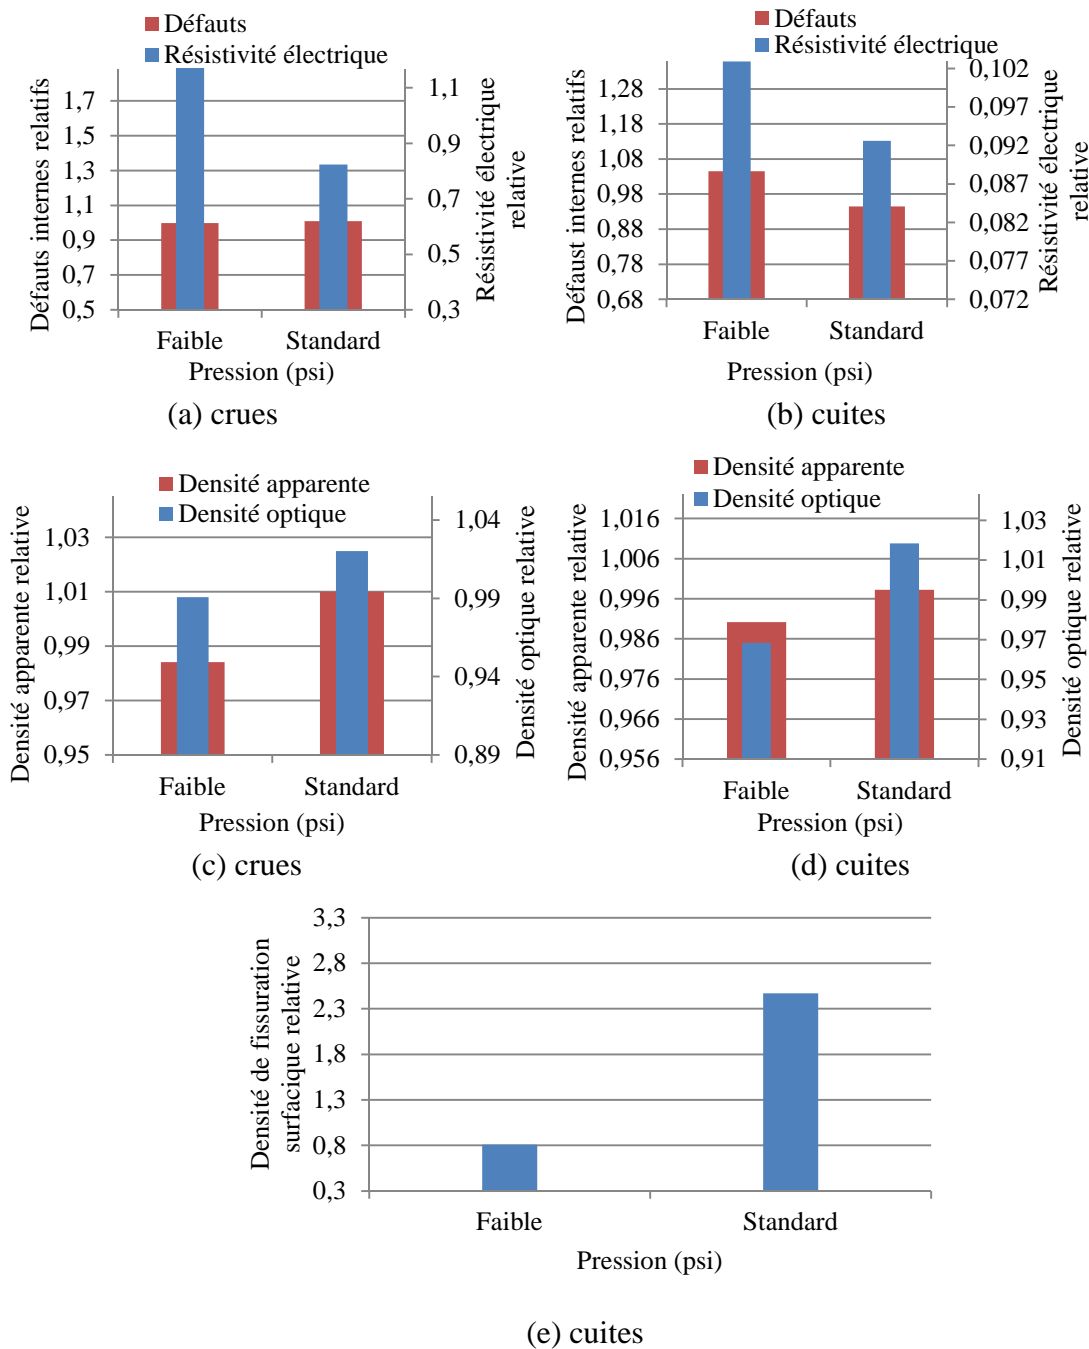 Défauts
Résistivité électrique
Défauts internes relatifs
1,7
1,5
1,3
1,1
0,9
0,7
0,5
1,1
0,9
0,7
0,5
0,3
Résistivité électrique
relative
Faible
Standard
Pression (psi)
(a) crues
Défauts
Résistivité électrique
Défaust internes relatifs
1,28
1,18
1,08
0,98
0,88
0,78
0,68
0,102
0,097
0,092
0,087
0,082
0,077
0,072
Résistivité électrique
relative
Faible
Standard
Pression (psi)
(b) cuites
Densité apparente
Densité optique
Densité apparente relative
1,03
1,01
0,99
0,97
0,95
1,04
0,99
0,94
0,89
Densité optique relative
Faible
Standard
Pression (psi)
(c) crues
Densité apparente
Densité optique
Densité apparente relative
1,016
1,006
0,996
0,986
0,976
0,966
0,956
1,03
1,01
0,99
0,97
0,95
0,93
0,91
Densité optique relative
Faible
Standard
Pression (psi)
(d) cuites
Densité de fissuration
surfacique relative
3,3
2,8
2,3
1,8
1,3
0,8
0,3
Faible
Standard
Pression (psi)
(e) cuites